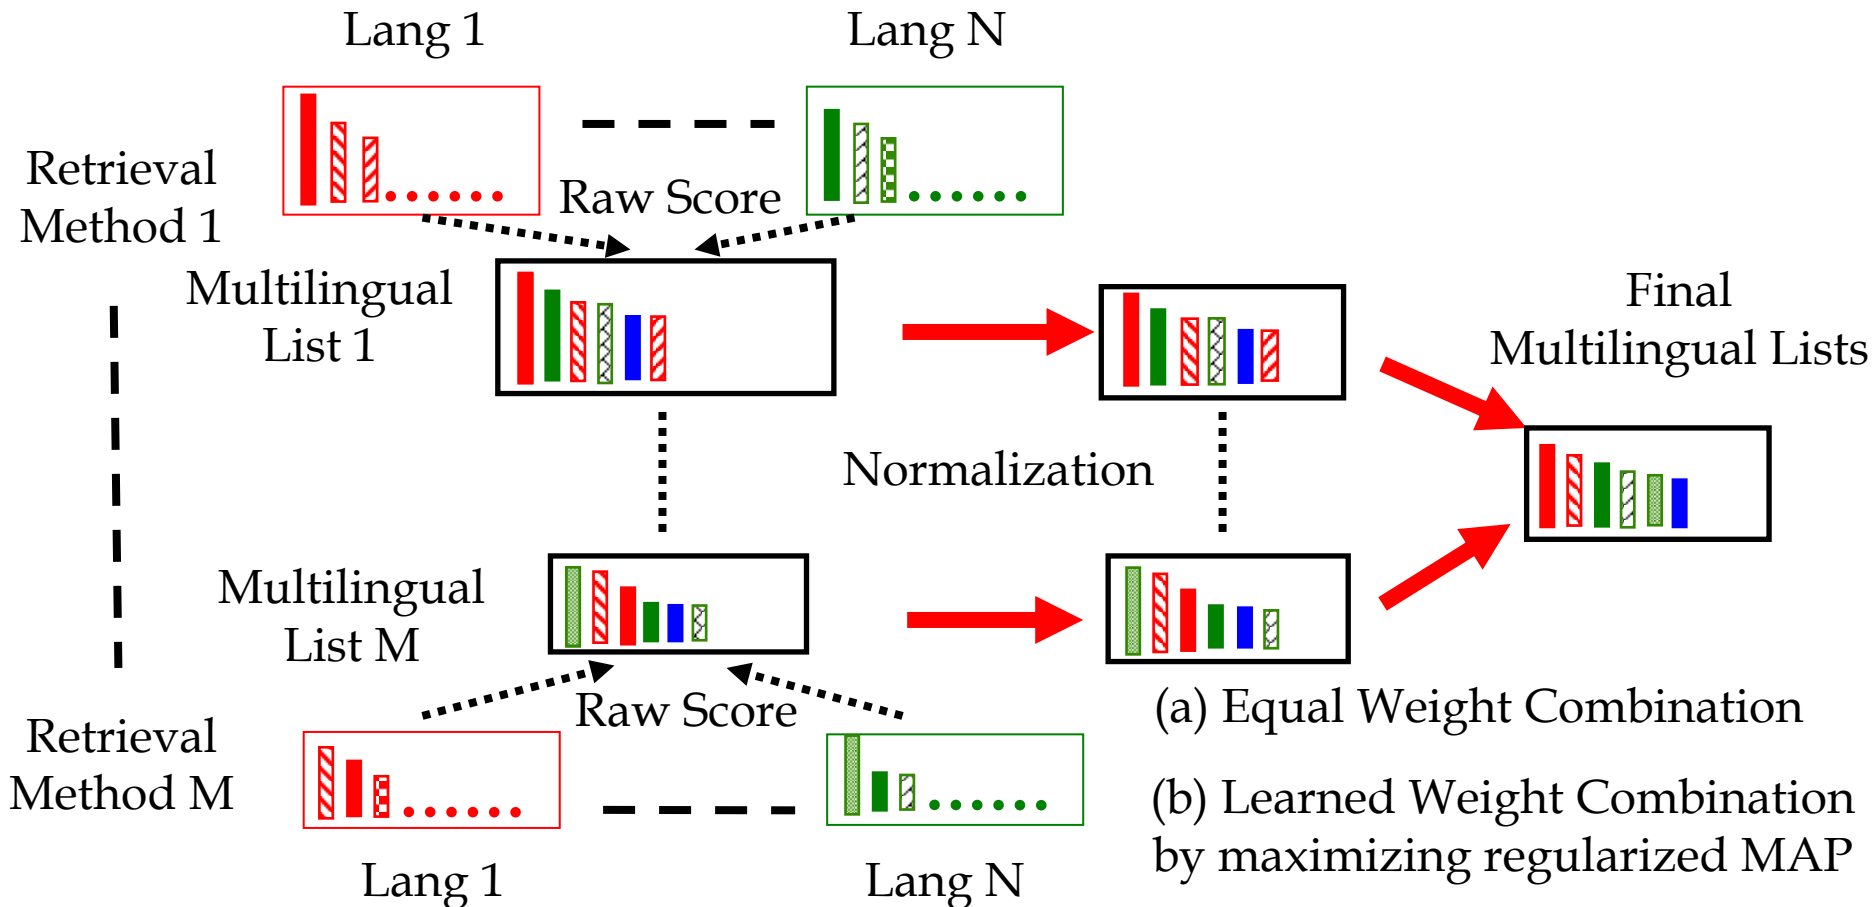 Lang 1
Lang N
Retrieval
Method 1
Raw Score
Multilingual
List 1
Final
Multilingual Lists
Normalization
Multilingual
List M
Raw Score
Retrieval
Method M
(a) Equal Weight Combination
(b) Learned Weight Combination
by maximizing regularized MAP
Lang 1
Lang N